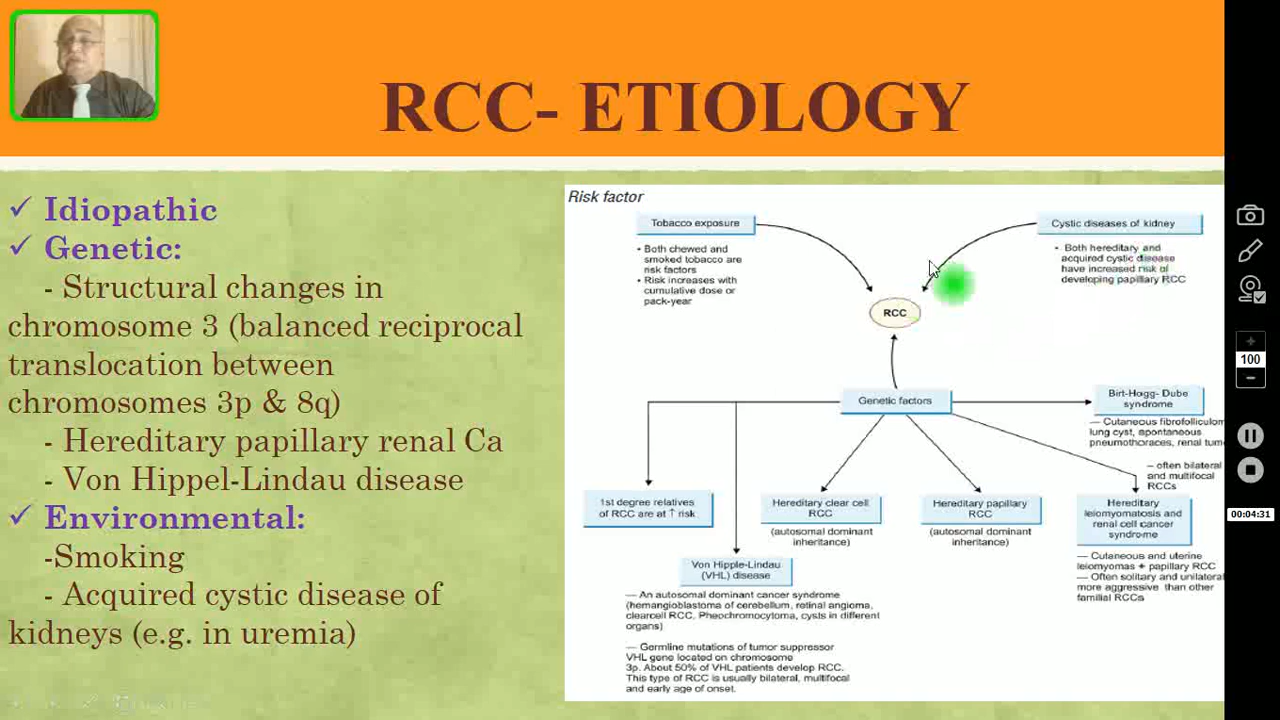 RCC- ETIOLOGY
✓ Idiopathic
✓ Genetic:
- Structural changes in
chromosome 3 (balanced reciprocal
translocation between
chromosomes 3p & 8q)
- Hereditary papillary renal Ca
- Von Hippel-Lindau disease
✓ Environmental:
-Smoking
- Acquired cystic disease of
kidneys (e.g. in uremia)
Risk factor
Tobacco exposure
• Both chewed and
smoked tobacco are
risk factors
• Risk increases with
cumulative dose or
pack-year
Cystic diseases of kidney
• Both hereditary and
acquired cystic disease
have increased risk of
developing papillary RCC
RCC
Genetic factors
Birt-Hogg- Dube
syndrome
— Cutaneous fibrofolliculom
lung cyst, spontaneous
pneumothoraces, renal tum
— often bilateral
and multifocal
RCCs
1st degree relatives
of RCC are at ↑ risk
Hereditary clear cell
RCC
(autosomal dominant
inheritance)
Hereditary papillary
RCC
(autosomal dominant
inheritance)
Hereditary
leiomyomatosis and
renal cell cancer
syndrome
— Cutaneous and uterine
leiomyomas + papillary RCC
— Often solitary and unilateral
more aggressive than other
familial RCCs
Von Hipple-Lindau
(VHL) disease
— An autosomal dominant cancer syndrome
(hemangioblastoma of cerebellum, retinal angioma,
clearcell RCC, Pheochromocytoma, cysts in different
organs)
— Germline mutations of tumor suppressor
VHL gene located on chromosome
3p. About 50% of VHL patients develop RCC.
This type of RCC is usually bilateral, multifocal
and early age of onset.
100
00:04:31